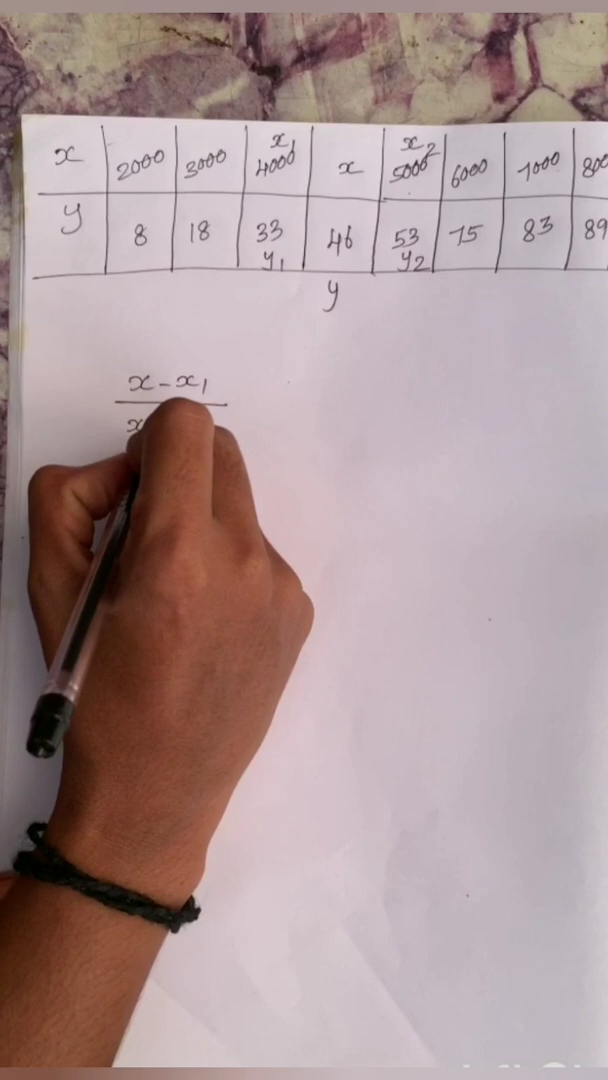 x 2000 3000 4000 x 5000 6000 7000 800
x1 x2
y 8 18 33 46 53 75 83 89
y1 y2
y
x - x1
x